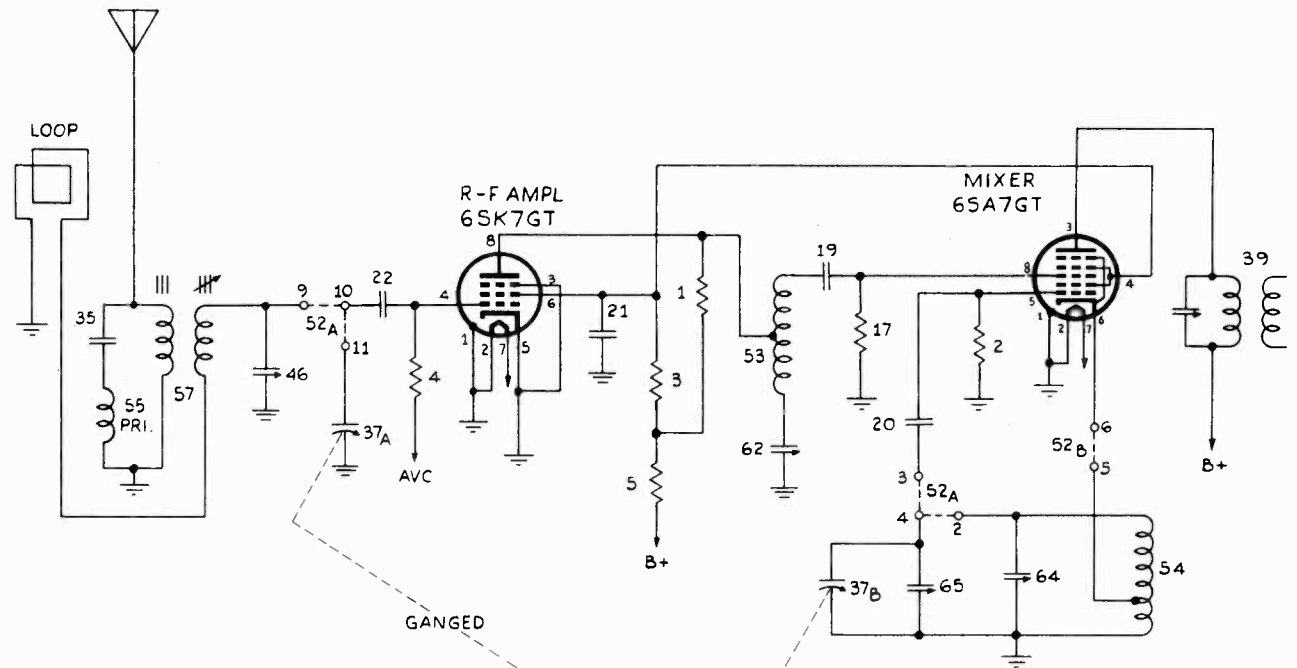 LOOP
R-F AMPL
6SK7GT
MIXER
6SA7GT
35
55
PRI.
57
46
9
10
52A
11
22
37A
4
AVC
4
8
3
6
1
2
7
5
21
1
3
5
B+
53
62
19
17
20
2
3
8
5
4
1
2
7
6
39
B+
6
52B
5
3
52A
4
2
37B
65
64
54
GANGED